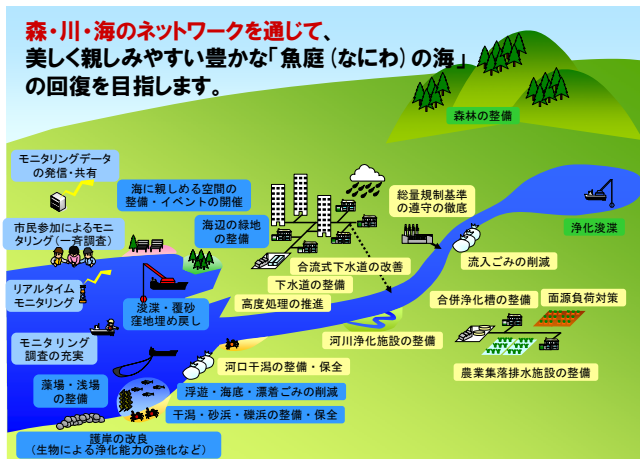 森・川・海のネットワークを通じて、
美しく親しみやすい豊かな「魚庭（なにわ）の海」
の回復を目指します。
森林の整備
モニタリングデータ
の発信・共有
海に親しめる空間の
整備・イベントの開催
総量規制基準
の遵守の徹底
市民参加によるモニ
タリング（一斉調査）
海辺の緑地
の整備
浄化浚渫
合流式下水道の改善
流入ごみの削減
下水道の整備
リアルタイム
モニタリング
浚渫・覆砂
窪地埋め戻し
高度処理の推進
合併浄化槽の整備
面源負荷対策
モニタリング
調査の充実
河川浄化施設の整備
河口干潟の整備・保全
農業集落排水施設の整備
藻場・浅場
の整備
浮遊・海底・漂着ごみの削減
干潟・砂浜・礫浜の整備・保全
護岸の改良
（生物による浄化能力の強化など）